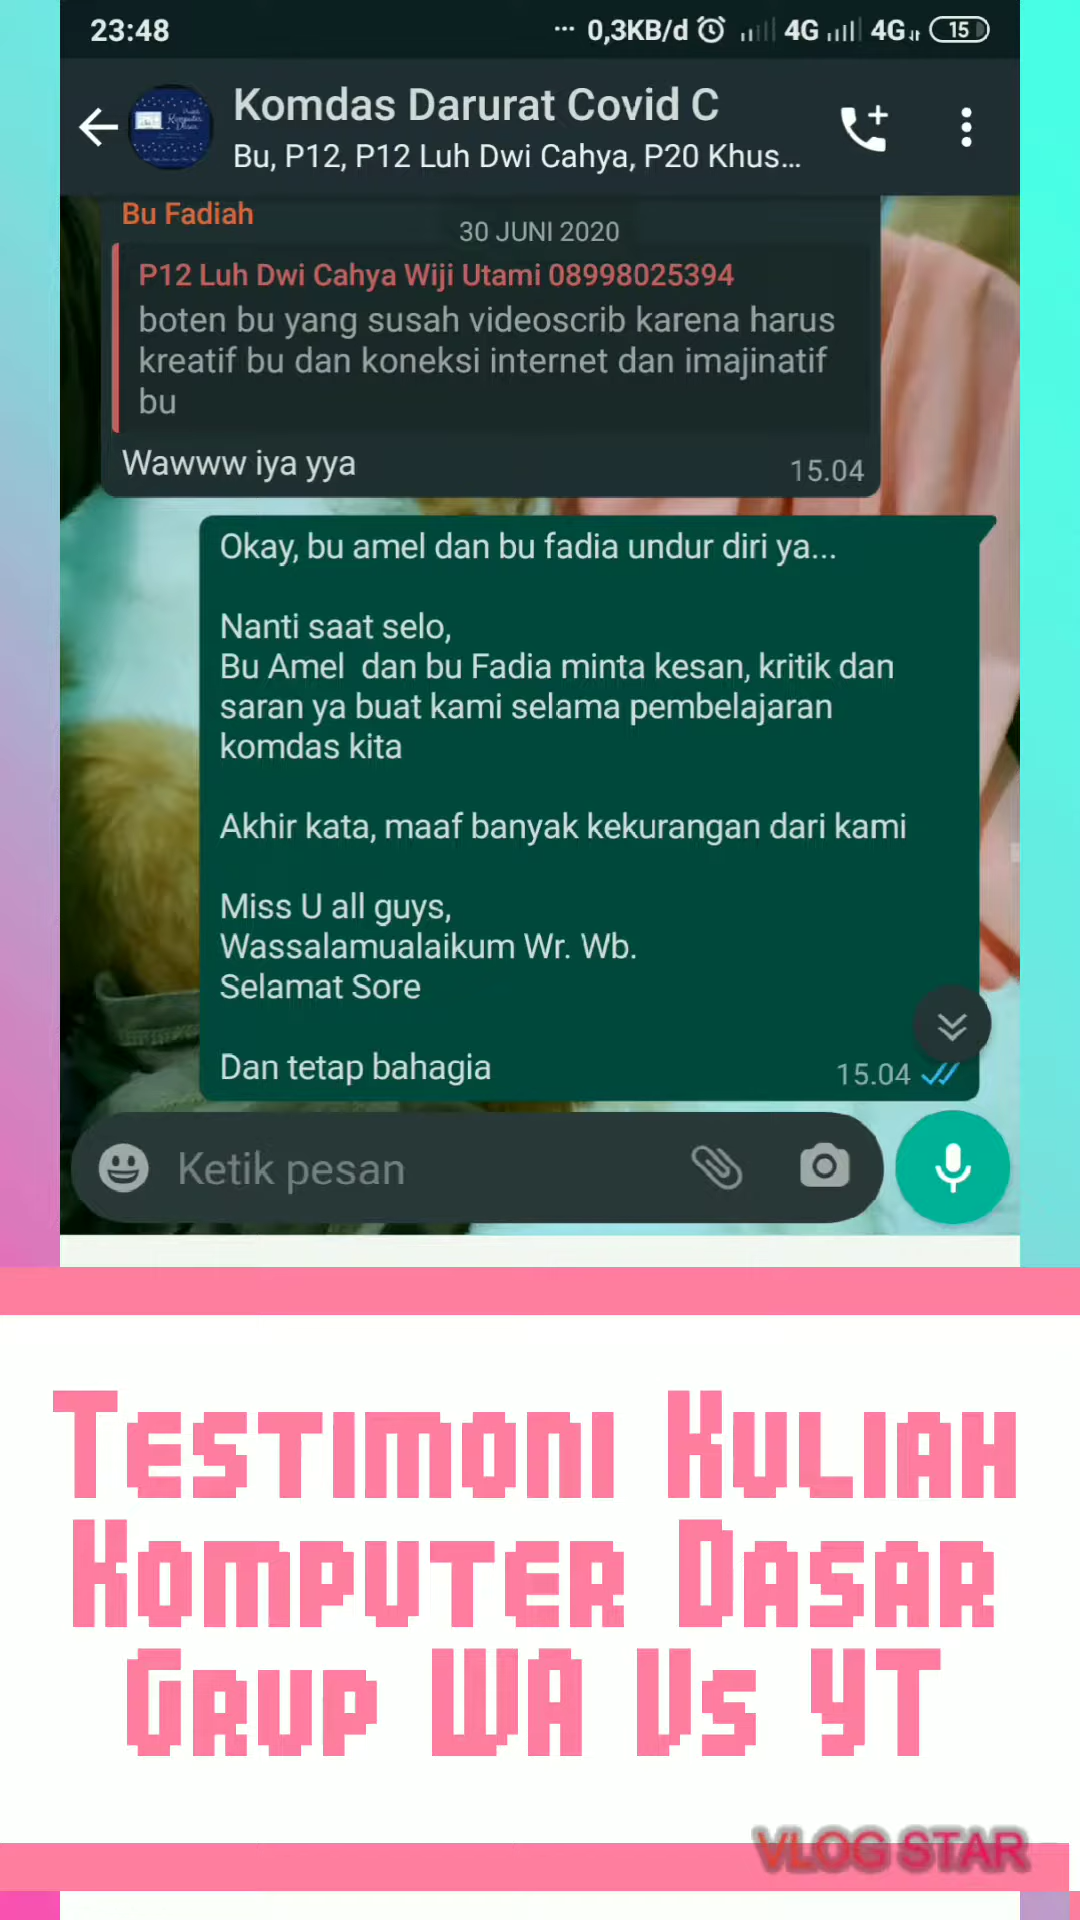 23:48
... 0,3KB/d 4G 4G 15
Komdas Darurat Covid C
Bu, P12, P12 Luh Dwi Cahya, P20 Khus...
Bu Fadiah
30 JUNI 2020
P12 Luh Dwi Cahya Wiji Utami 08998025394
boten bu yang susah videoscrib karena harus
kreatif bu dan koneksi internet dan imajinatif
bu
Wawww iya yya
15.04
Okay, bu amel dan bu fadia undur diri ya...
Nanti saat selo,
Bu Amel dan bu Fadia minta kesan, kritik dan
saran ya buat kami selama pembelajaran
komdas kita
Akhir kata, maaf banyak kekurangan dari kami
Miss U all guys,
Wassalamualaikum Wr. Wb.
Selamat Sore
Dan tetap bahagia
15.04
Ketik pesan
Testimoni Kuliah
Komputer Dasar
Grup WA Vs YT
VLOG STAR